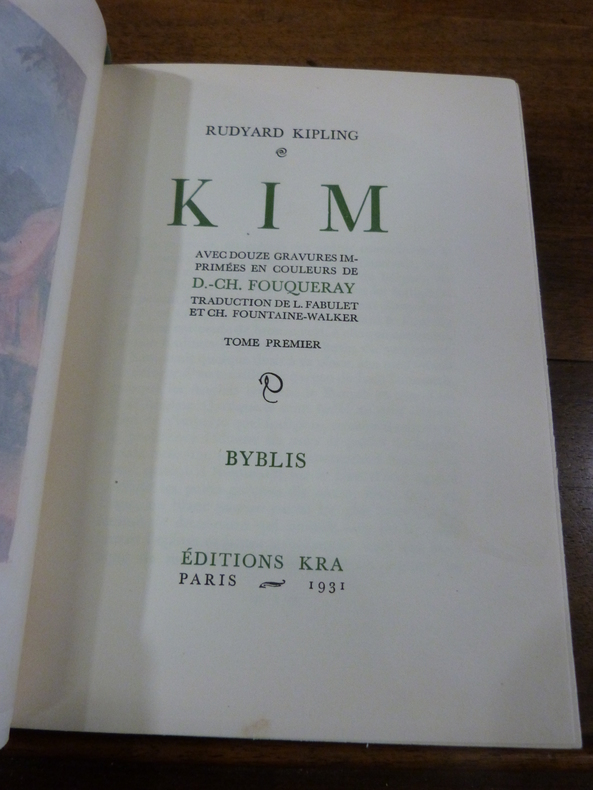 RUDYARD KIPLING
KIM
AVEC DOUZE GRAVURES IM-
PRIMÉES EN COULEURS DE
D.-CH. FOUQUERAY
TRADUCTION DE L. FABULET
ET CH. FOUNTAINE-WALKER
TOME PREMIER
BYBLIS
ÉDITIONS KRA
PARIS 1931